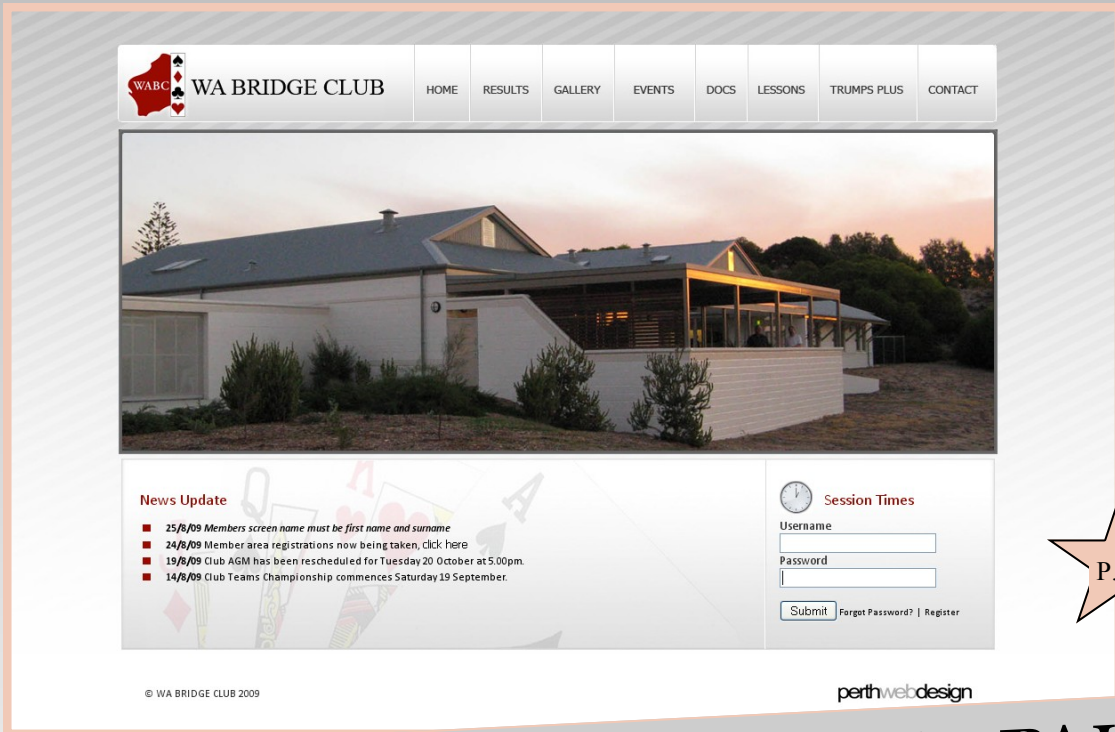 WABC
WA BRIDGE CLUB
HOME RESULTS GALLERY EVENTS DOCS LESSONS TRUMPS PLUS CONTACT
News Update
25/8/09 Members screen name must be first name and surname
24/8/09 Member area registrations now being taken, click here
19/8/09 Club AGM has been rescheduled for Tuesday 20 October at 5.00pm.
14/8/09 Club Teams Championship commences Saturday 19 September.
Session Times
Username
Password
Submit Forgot Password? | Register
© WA BRIDGE CLUB 2009
perthwebdesign